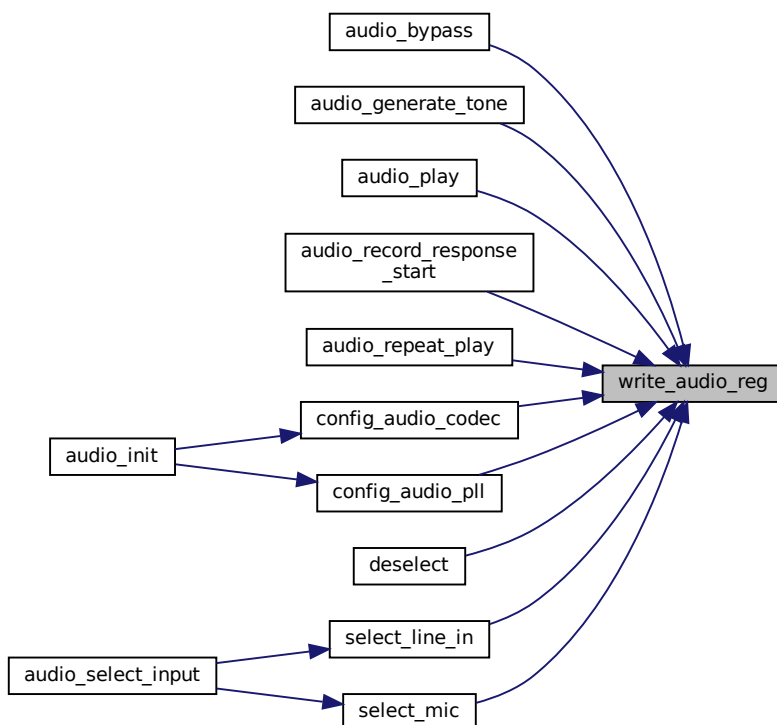 audio_bypass
audio_generate_tone
audio_play
audio_record_response
_start
audio_repeat_play
write_audio_reg
config_audio_codec
audio_init
config_audio_pll
deselect
select_line_in
audio_select_input
select_mic